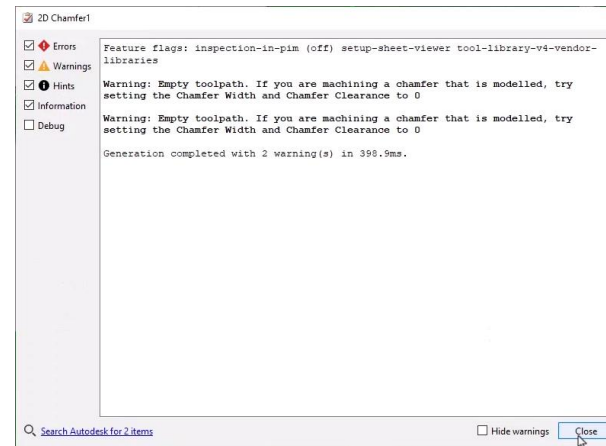 2D Chamfer1
Errors
Warnings
Hints
Information
Debug
Feature flags: inspection-in-pim (off) setup-sheet-viewer tool-library-v4-vendor-
libraries
Warning: Empty toolpath. If you are machining a chamfer that is modelled, try
setting the Chamfer Width and Chamfer Clearance to 0
Warning: Empty toolpath. If you are machining a chamfer that is modelled, try
setting the Chamfer Width and Chamfer Clearance to 0
Generation completed with 2 warning(s) in 398.9ms.
Search Autodesk for 2 items
Hide warnings
Close